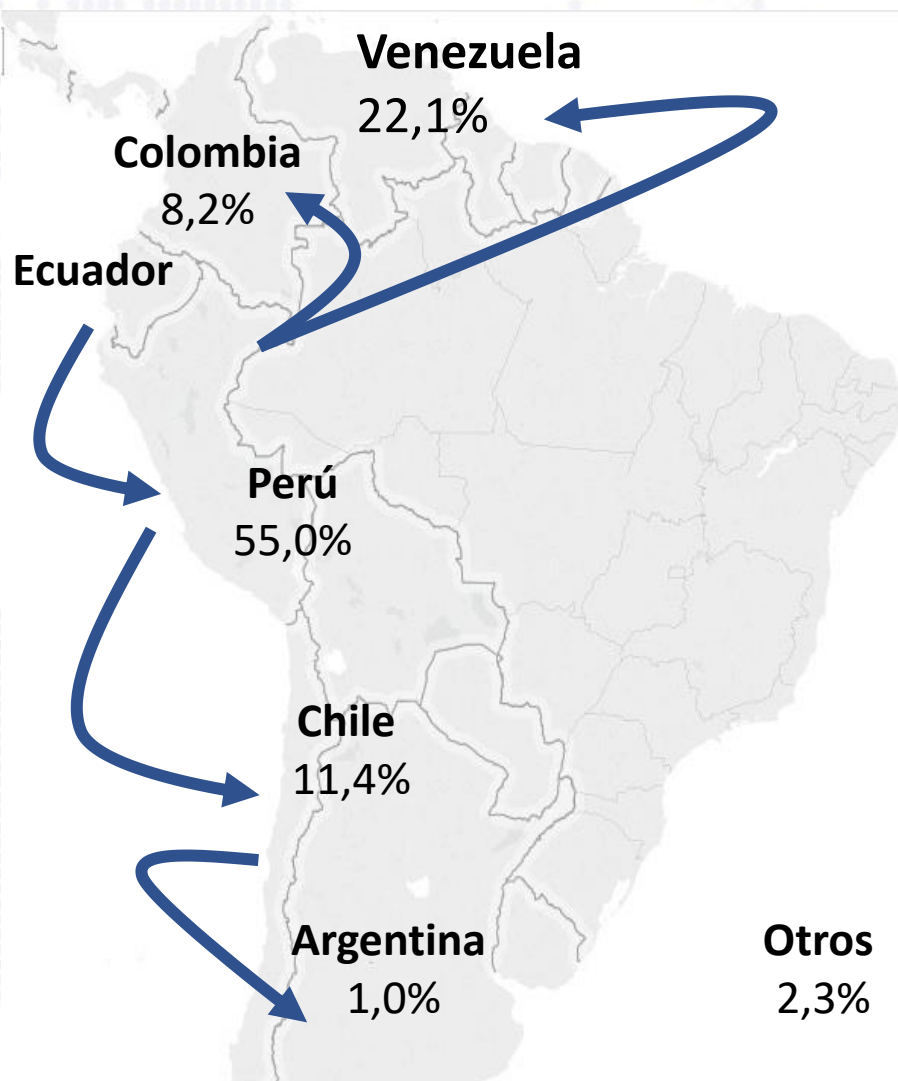 Venezuela
22,1%
Colombia
8,2%
Ecuador
Perú
55,0%
Chile
11,4%
Argentina
1,0%
Otros
2,3%